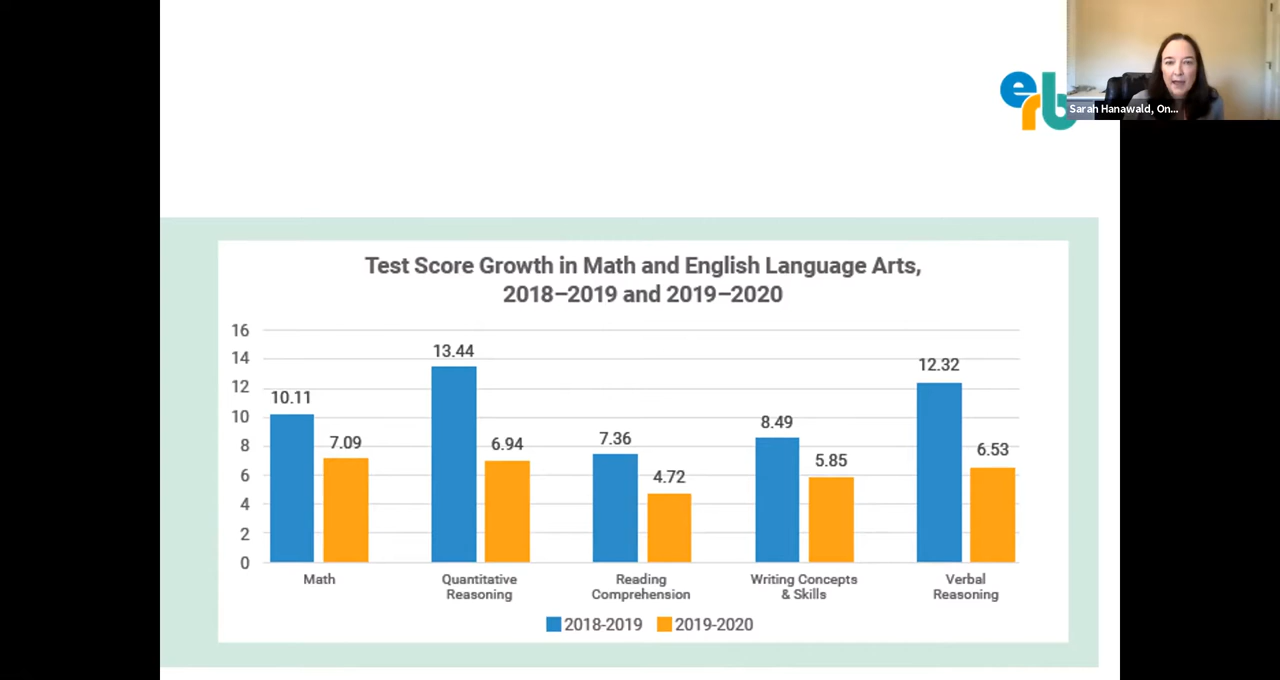 erb
Sarah Hanawald, On...
Test Score Growth in Math and English Language Arts,
2018–2019 and 2019–2020
16
14
12
10
8
6
4
2
0
10.11
7.09
13.44
6.94
7.36
4.72
8.49
5.85
12.32
6.53
Math
Quantitative
Reasoning
Reading
Comprehension
Writing Concepts
& Skills
Verbal
Reasoning
2018-2019
2019-2020